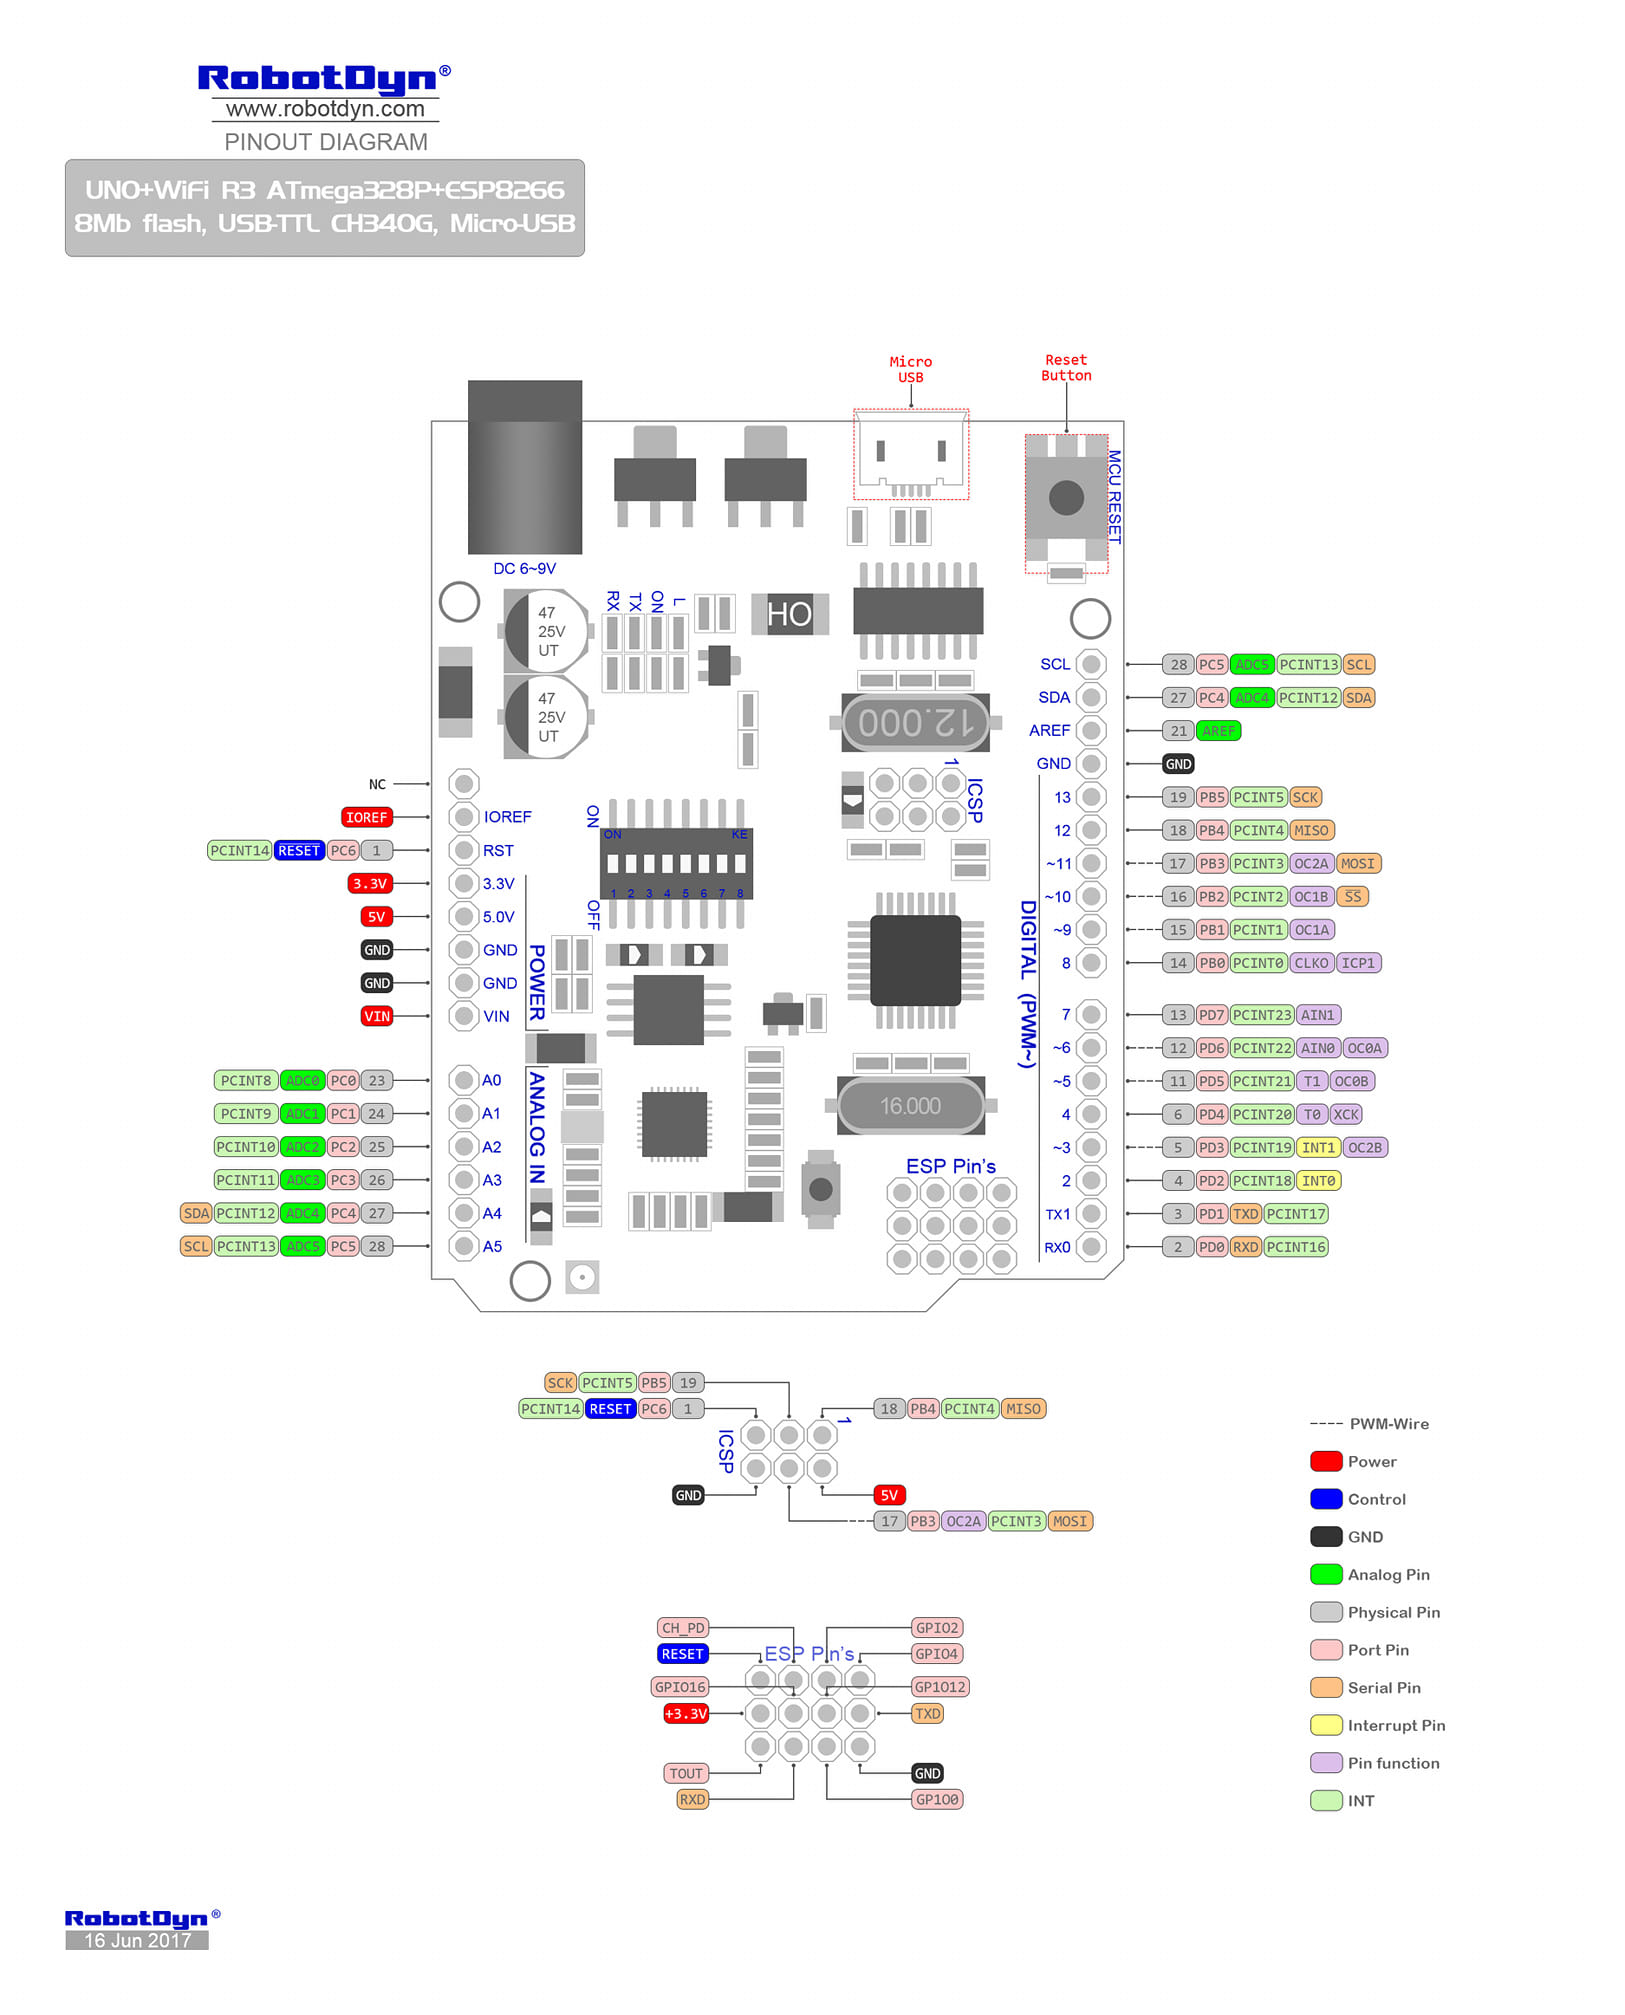 RobotDyn®
www.robotdyn.com
PINOUT DIAGRAM
UNO+WiFi R3 ATmega328P+ESP8266
8Mb flash, USB-TTL CH340G, Micro-USB
Micro
USB
Reset
Button
MCU RESET
DC 6~9V
47
25V
UT
47
25V
UT
RX
TX
ON
L
HO
12.000
1
ICSP
ON
ON KE
1 2 3 4 5 6 7 8
OFF
16.000
ESP Pin's
NC
IOREF IOREF
PCINT14 RESET PC6 1 RST
3.3V 3.3V
5V 5.0V
GND GND
GND GND
VIN VIN
POWER
PCINT8 ADC0 PC0 23 A0
PCINT9 ADC1 PC1 24 A1
PCINT10 ADC2 PC2 25 A2
PCINT11 ADC3 PC3 26 A3
SDA PCINT12 ADC4 PC4 27 A4
SCL PCINT13 ADC5 PC5 28 A5
ANALOG IN
SCL 28 PC5 ADC5 PCINT13 SCL
SDA 27 PC4 ADC4 PCINT12 SDA
AREF 21 AREF
GND GND
13 19 PB5 PCINT5 SCK
12 18 PB4 PCINT4 MISO
~11 17 PB3 PCINT3 OC2A MOSI
~10 16 PB2 PCINT2 OC1B SS
~9 15 PB1 PCINT1 OC1A
8 14 PB0 PCINT0 CLKO ICP1
7 13 PD7 PCINT23 AIN1
~6 12 PD6 PCINT22 AIN0 OC0A
~5 11 PD5 PCINT21 T1 OC0B
4 6 PD4 PCINT20 T0 XCK
~3 5 PD3 PCINT19 INT1 OC2B
2 4 PD2 PCINT18 INT0
TX1 3 PD1 TXD PCINT17
RX0 2 PD0 RXD PCINT16
DIGITAL (PWM~)
SCK PCINT5 PB5 19
PCINT14 RESET PC6 1
18 PB4 PCINT4 MISO
1
ICSP
GND
5V
17 PB3 OC2A PCINT3 MOSI
CH_PD
GPIO2
RESET
ESP Pin's
GPIO4
GPIO16
GP1O12
+3.3V
TXD
TOUT
GND
RXD
GP1O0
PWM-Wire
Power
Control
GND
Analog Pin
Physical Pin
Port Pin
Serial Pin
Interrupt Pin
Pin function
INT
RobotDyn®
16 Jun 2017